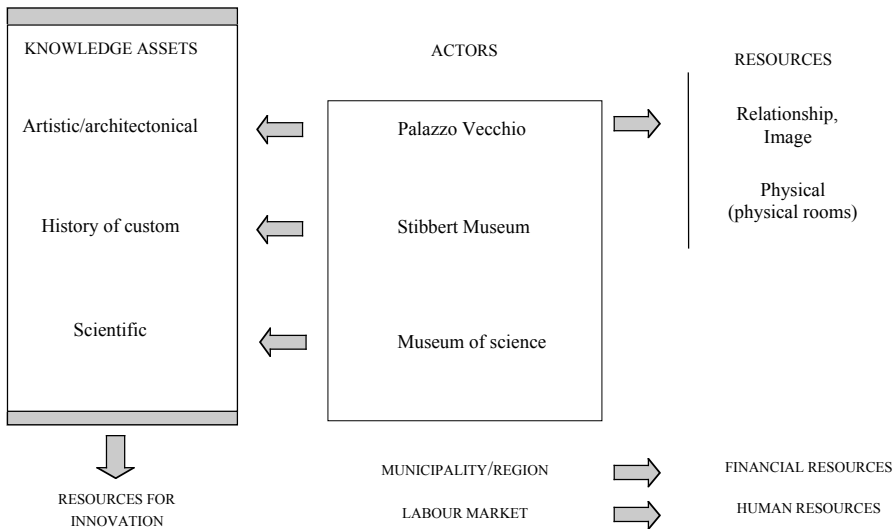 KNOWLEDGE ASSETS
Artistic/architectonical
History of custom
Scientific
RESOURCES FOR
INNOVATION
ACTORS
Palazzo Vecchio
Stibbert Museum
Museum of science
RESOURCES
Relationship,
Image
Physical
(physical rooms)
MUNICIPALITY/REGION
FINANCIAL RESOURCES
LABOUR MARKET
HUMAN RESOURCES